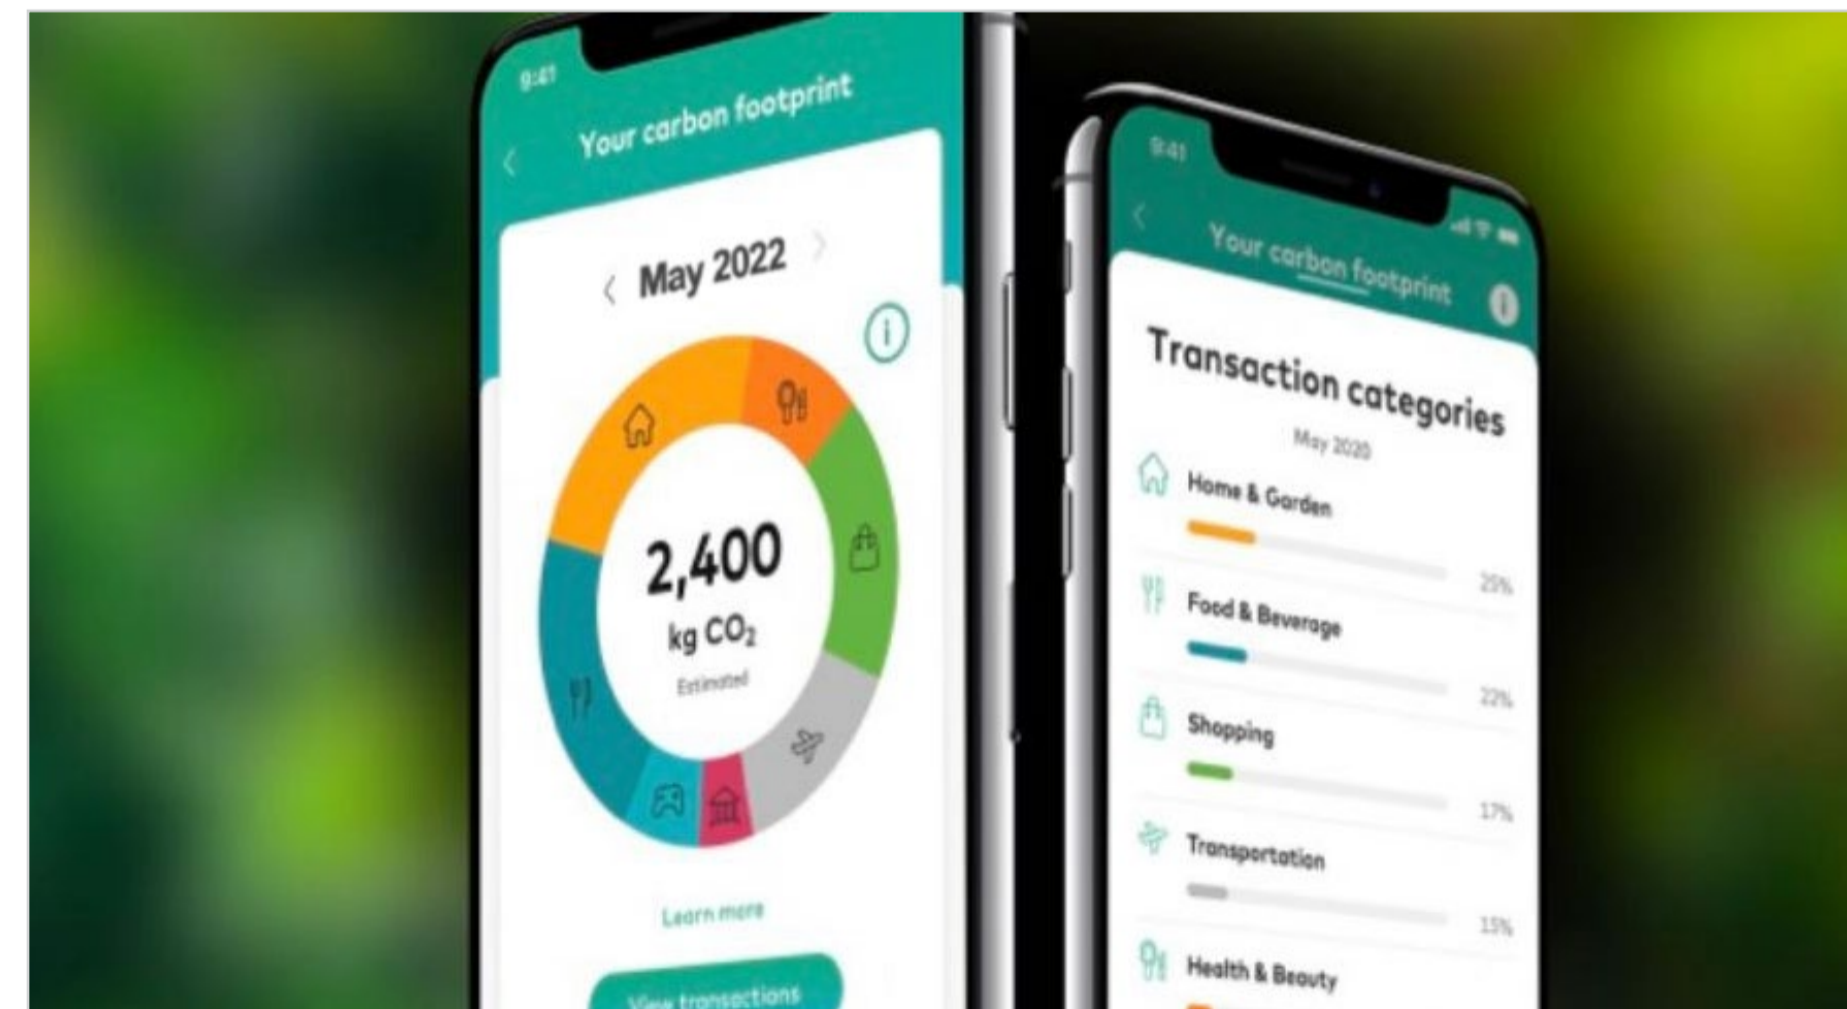 9:41
Your carbon footprint
May 2022
2,400
kg CO₂
Estimated
Learn more
View transactions
9:41
Your carbon footprint
Transaction categories
May 2020
Home & Garden
25%
Food & Beverage
22%
Shopping
17%
Transportation
15%
Health & Beauty